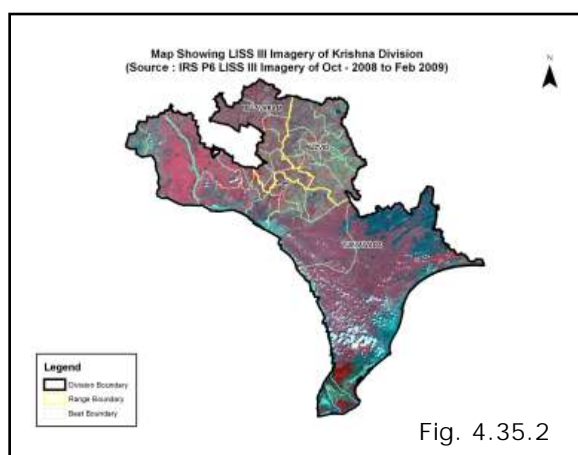 Map Showing LISS III Imagery of Krishna Division
(Source : IRS P6 LISS III Imagery of Oct - 2008 to Feb 2009)
N
Legend
Division Boundary
Range Boundary
Beat Boundary
Fig. 4.35.2